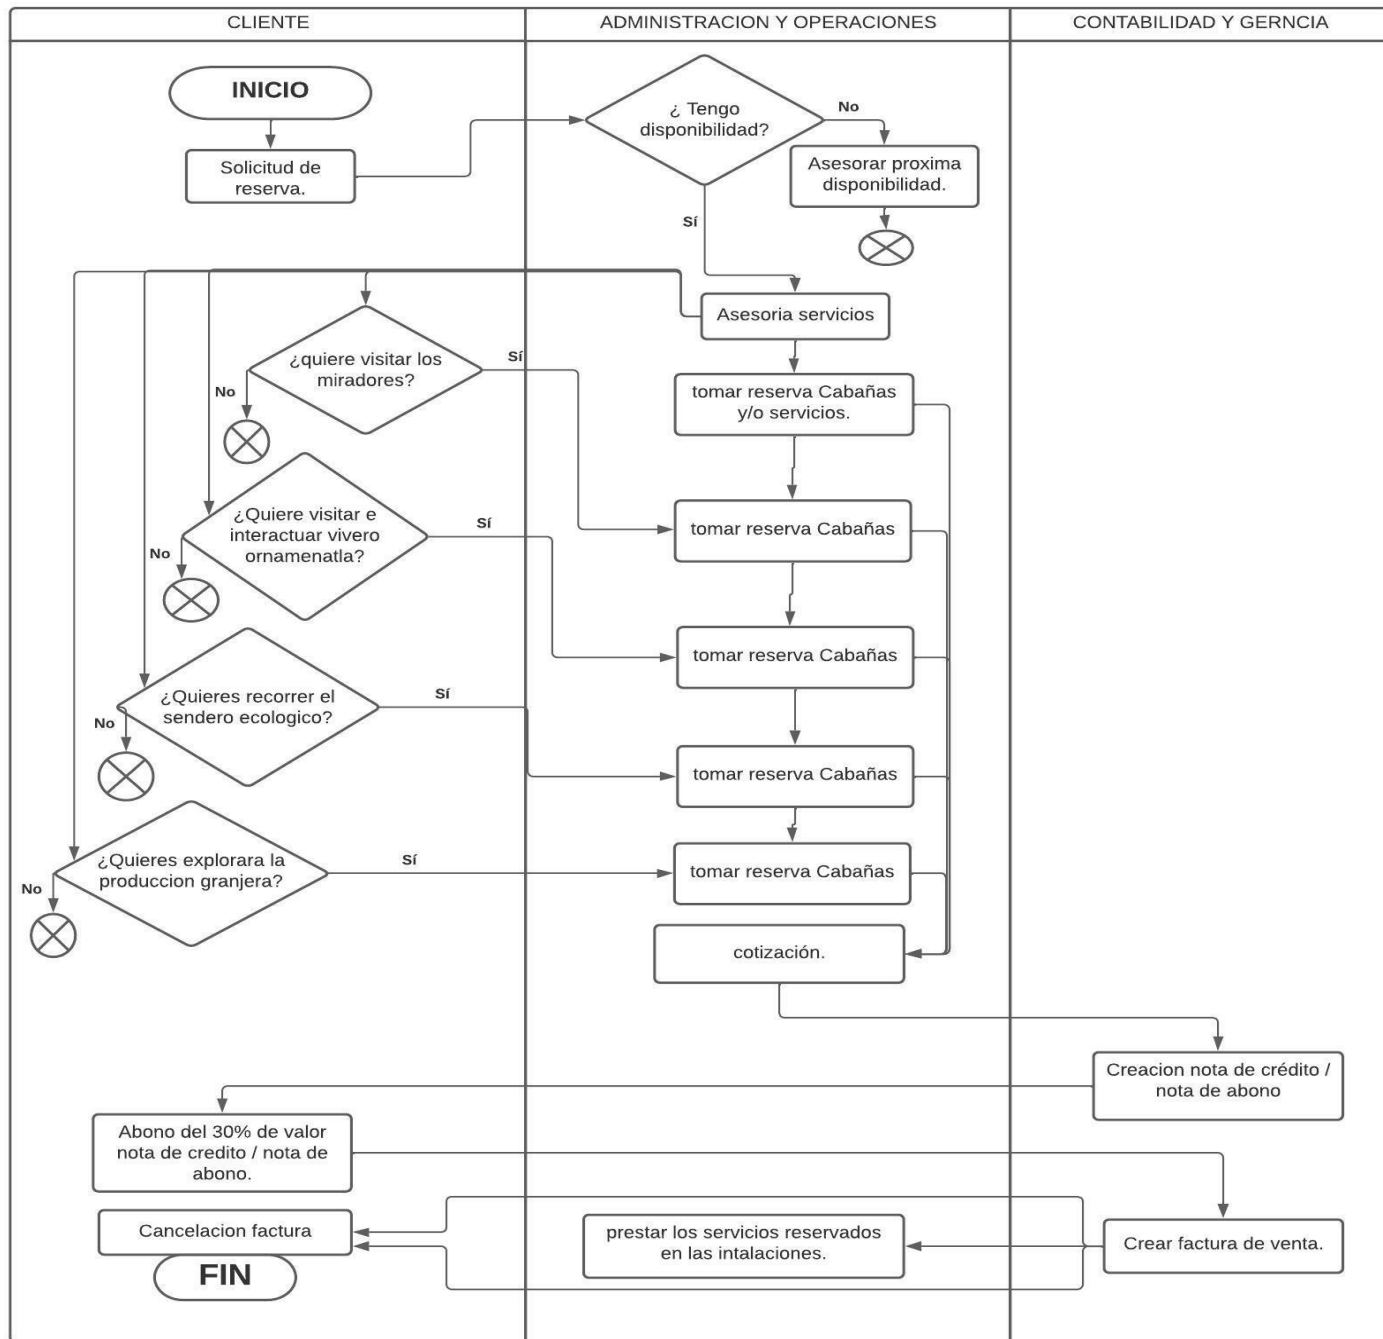 CLIENTE
ADMINISTRACION Y OPERACIONES
CONTABILIDAD Y GERNCIA
INICIO
Solicitud de
reserva.
¿ Tengo
disponibilidad?
No
Asesorar proxima
disponibilidad.
Sí
Asesoria servicios
¿quiere visitar los
miradores?
Sí
No
tomar reserva Cabañas
y/o servicios.
¿Quiere visitar e
interactuar vivero
ornamenatla?
Sí
No
tomar reserva Cabañas
tomar reserva Cabañas
¿Quieres recorrer el
sendero ecologico?
Sí
No
tomar reserva Cabañas
¿Quieres explorara la
produccion granjera?
Sí
No
tomar reserva Cabañas
cotización.
Creacion nota de crédito /
nota de abono
Abono del 30% de valor
nota de credito / nota de
abono.
Cancelacion factura
prestar los servicios reservados
en las intalaciones.
Crear factura de venta.
FIN